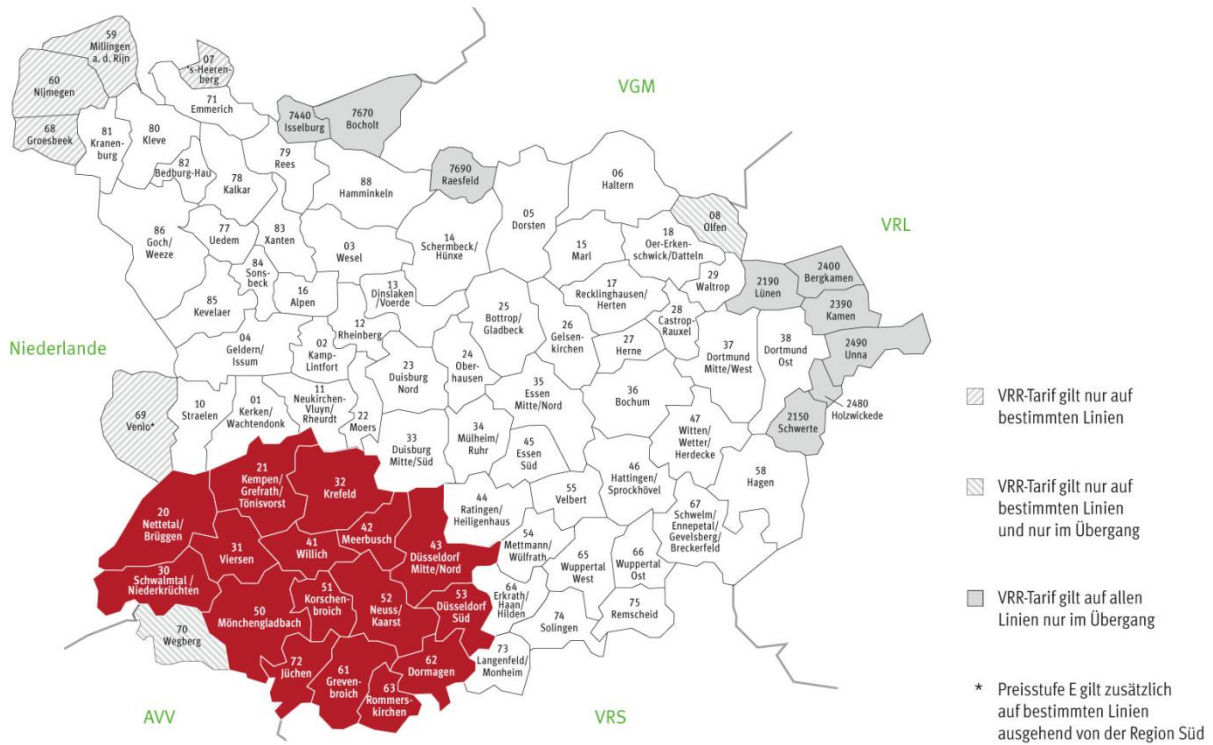 59
Millingen
a. d. Rijn
07
's-Heeren-
berg
60
Nijmegen
71
Emmerich
VGM
7440
Isselburg
7670
Bocholt
68
Groesbeek
81
Kranen-
burg
80
Kleve
82
Bedburg-Hau
79
Rees
78
Kalkar
88
Hamminkeln
7690
Raesfeld
06
Haltern
05
Dorsten
08
Olfen
VRL
86
Goch/
Weeze
77
Uedem
83
Xanten
03
Wesel
14
Schermbeck/
Hünxe
15
Marl
18
Oer-Erken-
schwick/Datteln
29
Waltrop
2190
Lünen
2400
Bergkamen
84
Sons-
beck
16
Alpen
13
Dinslaken
/Voerde
17
Recklinghausen/
Herten
2390
Kamen
85
Kevelaer
25
Bottrop/
Gladbeck
28
Castrop-
Rauxel
12
Rheinberg
26
Gelsen-
kirchen
2490
Unna
Niederlande
04
Geldern/
Issum
02
Kamp-
Lintfort
23
Duisburg
Nord
24
Ober-
hausen
27
Herne
37
Dortmund
Mitte/West
38
Dortmund
Ost
69
Venlo*
10
Straelen
01
Kerken/
Wachtendonk
11
Neukirchen-
Vluyn/
Rheurdt
22
Moers
35
Essen
Mitte/Nord
36
Bochum
2480
Holzwickede
2150
Schwerte
33
Duisburg
Mitte/Süd
34
Mülheim/
Ruhr
45
Essen
Süd
47
Witten/
Wetter/
Herdecke
21
Kempen/
Grefrath/
Tönisvorst
32
Krefeld
46
Hattingen/
Sprockhövel
58
Hagen
44
Ratingen/
Heiligenhaus
55
Velbert
20
Nettetal/
Brüggen
42
Meerbusch
67
Schwelm/
Ennepetal/
Gevelsberg/
Breckerfeld
31
Viersen
41
Willich
43
Düsseldorf
Mitte/Nord
54
Mettmann/
Wülfrath
65
Wuppertal
West
66
Wuppertal
Ost
30
Schwalmtal/
Niederkrüchten
51
Korschen-
broich
52
Neuss/
Kaarst
53
Düsseldorf
Süd
64
Erkrath/
Haan/
Hilden
50
Mönchengladbach
75
Remscheid
74
Solingen
70
Wegberg
73
Langenfeld/
Monheim
72
Jüchen
61
Greven-
broich
62
Dormagen
63
Rommers-
kirchen
AVV
VRS
VRR-Tarif gilt nur auf
bestimmten Linien
VRR-Tarif gilt nur auf
bestimmten Linien
und nur im Übergang
VRR-Tarif gilt auf allen
Linien nur im Übergang
* Preisstufe E gilt zusätzlich
auf bestimmten Linien
ausgehend von der Region Süd